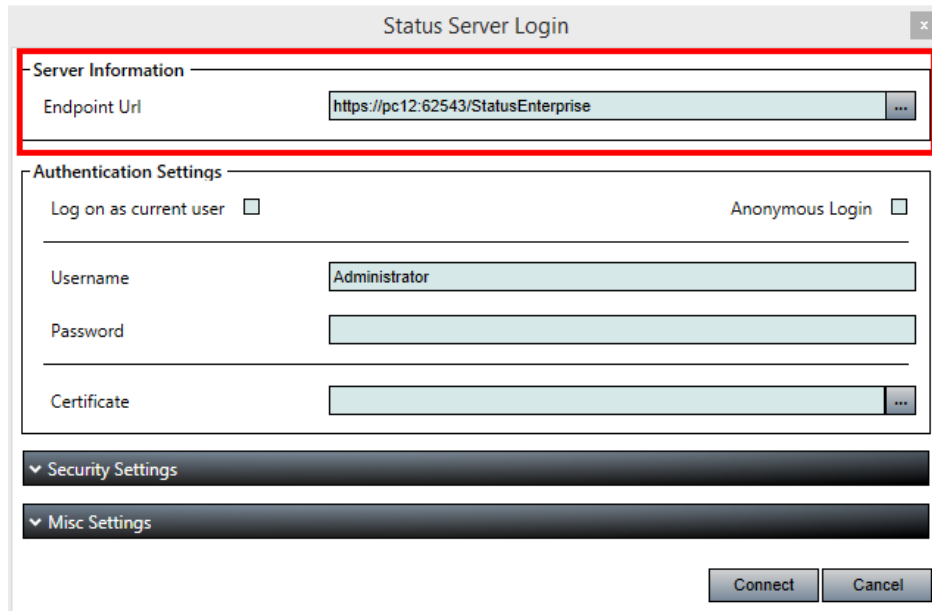 Status Server Login
x
Server Information
Endpoint Url https://pc12:62543/StatusEnterprise ...
Authentication Settings
Log on as current user Anonymous Login
Username Administrator
Password
Certificate ...
Security Settings
Misc Settings
Connect Cancel